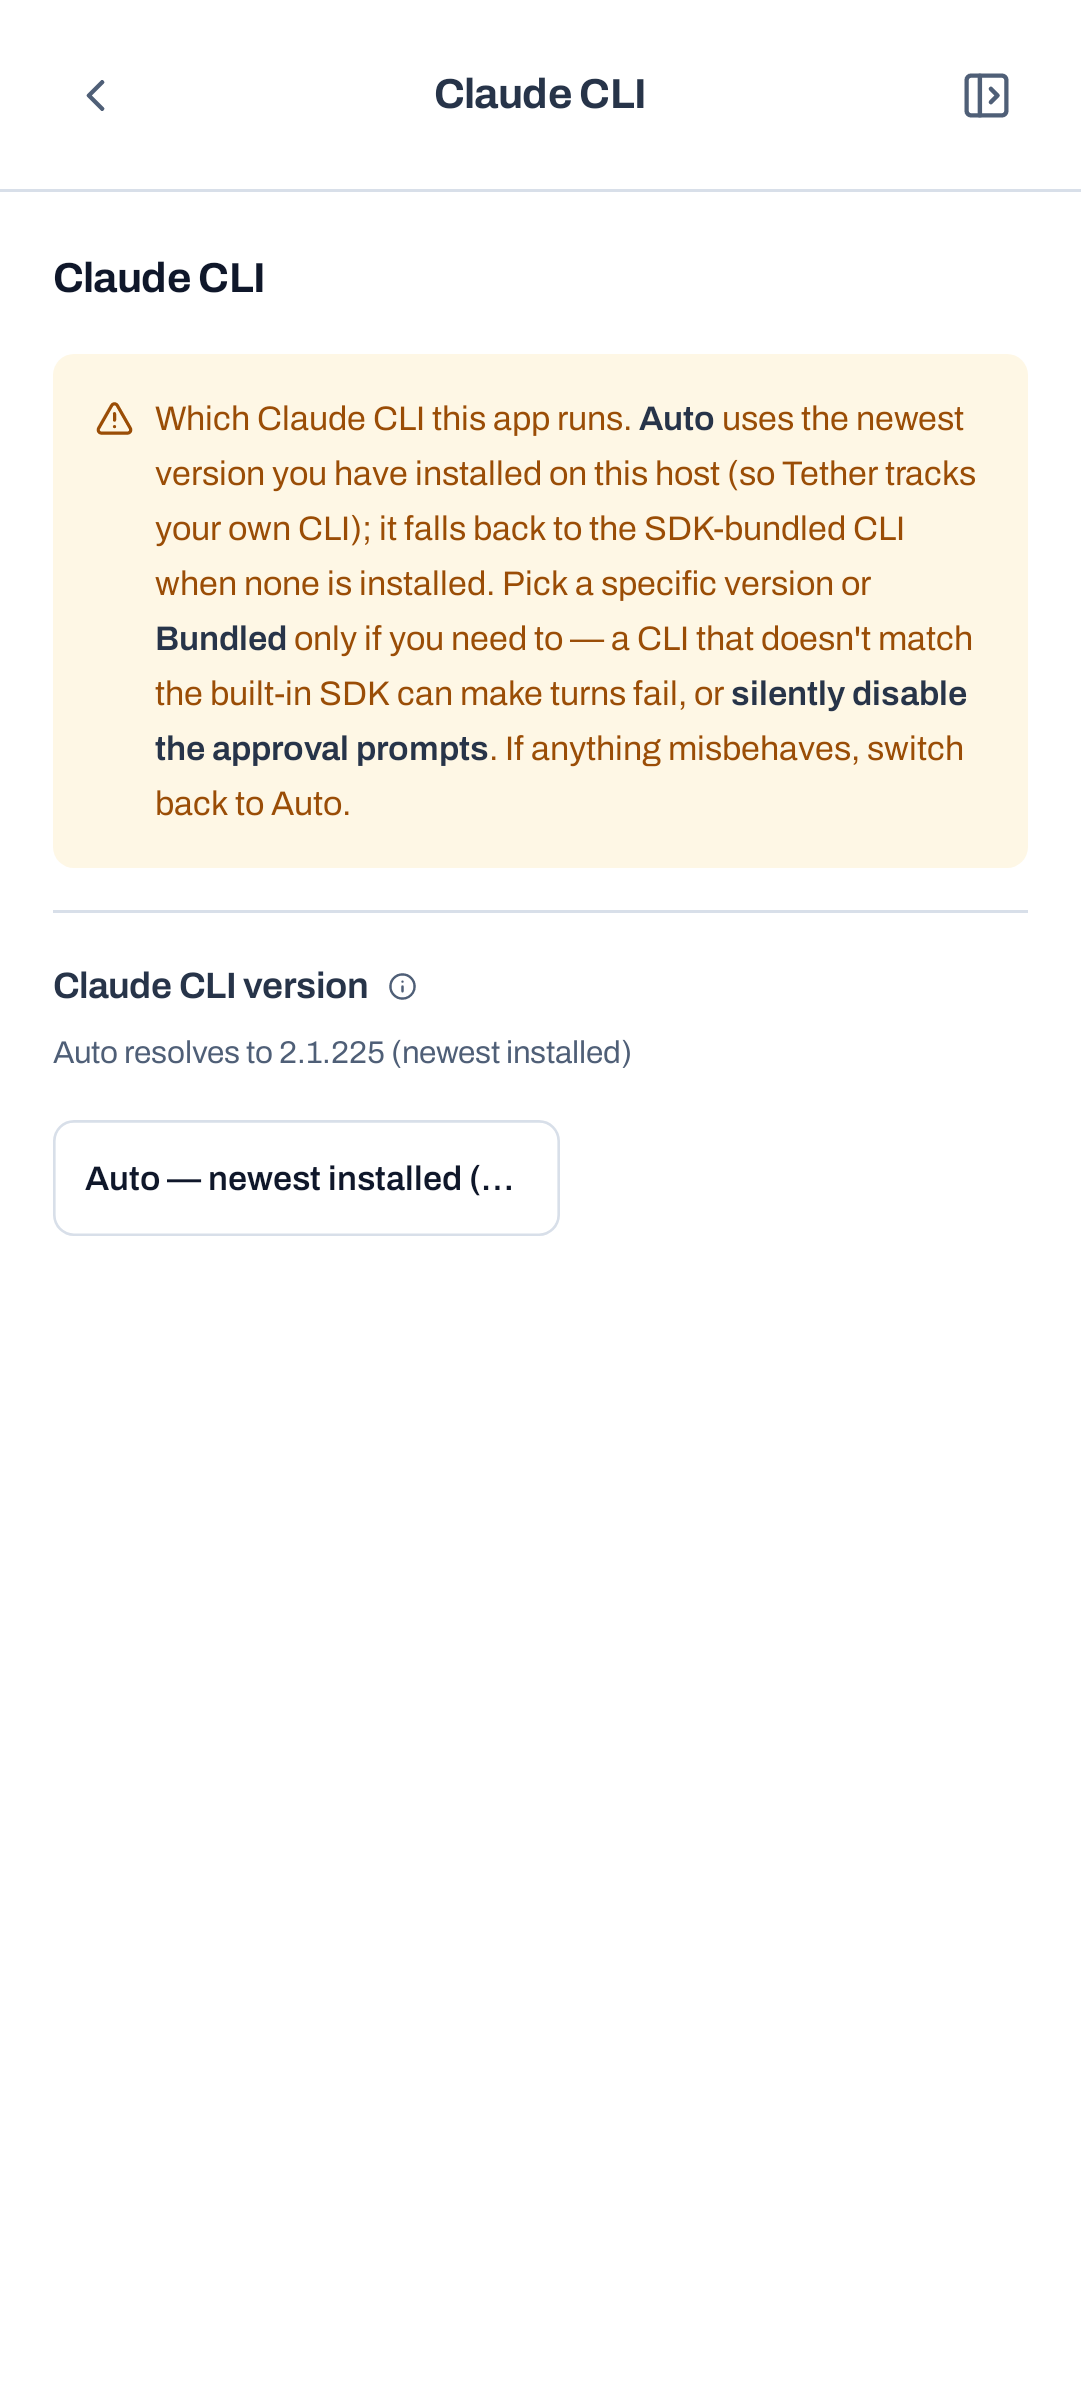 Claude CLI
Claude CLI
Which Claude CLI this app runs. Auto uses the newest
version you have installed on this host (so Tether tracks
your own CLI); it falls back to the SDK-bundled CLI
when none is installed. Pick a specific version or
Bundled only if you need to — a CLI that doesn't match
the built-in SDK can make turns fail, or silently disable
the approval prompts. If anything misbehaves, switch
back to Auto.
Claude CLI version
Auto resolves to 2.1.225 (newest installed)
Auto — newest installed (...